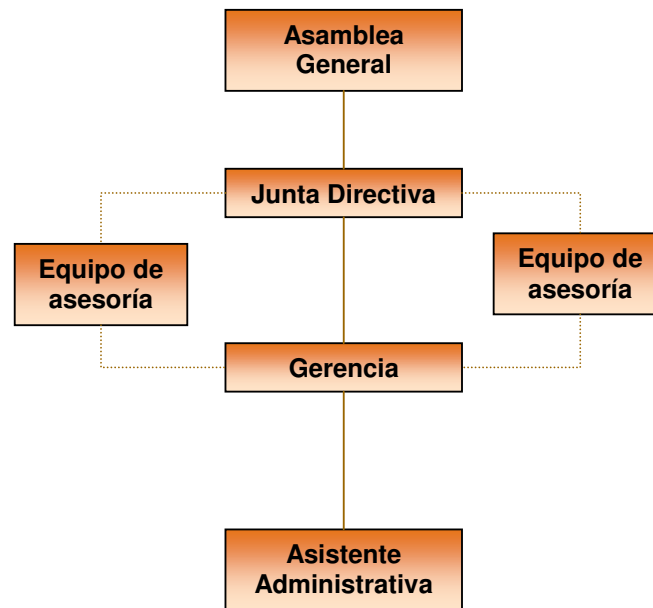 Asamblea
General
Junta Directiva
Equipo de
asesoría
Equipo de
asesoría
Gerencia
Asistente
Administrativa